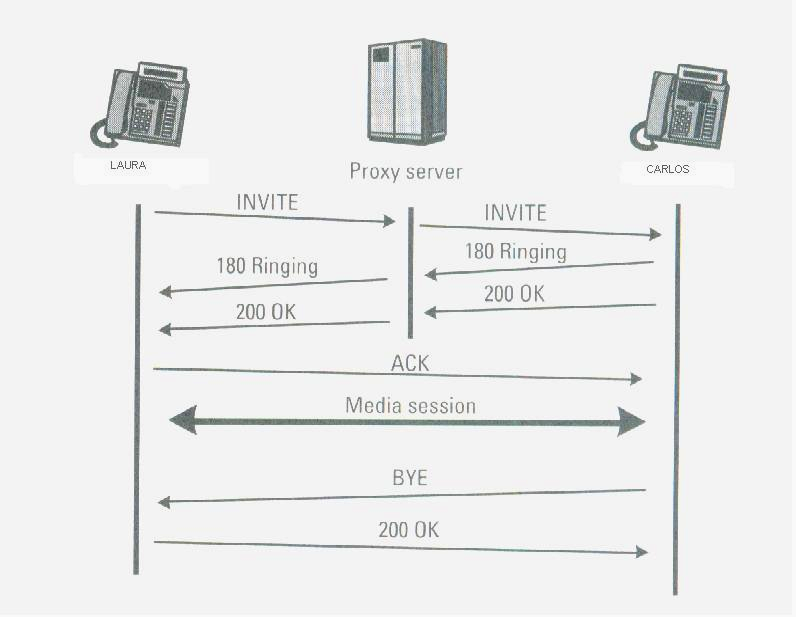 LAURA
Proxy server
CARLOS
INVITE
INVITE
180 Ringing
180 Ringing
200 OK
200 OK
ACK
Media session
BYE
200 OK